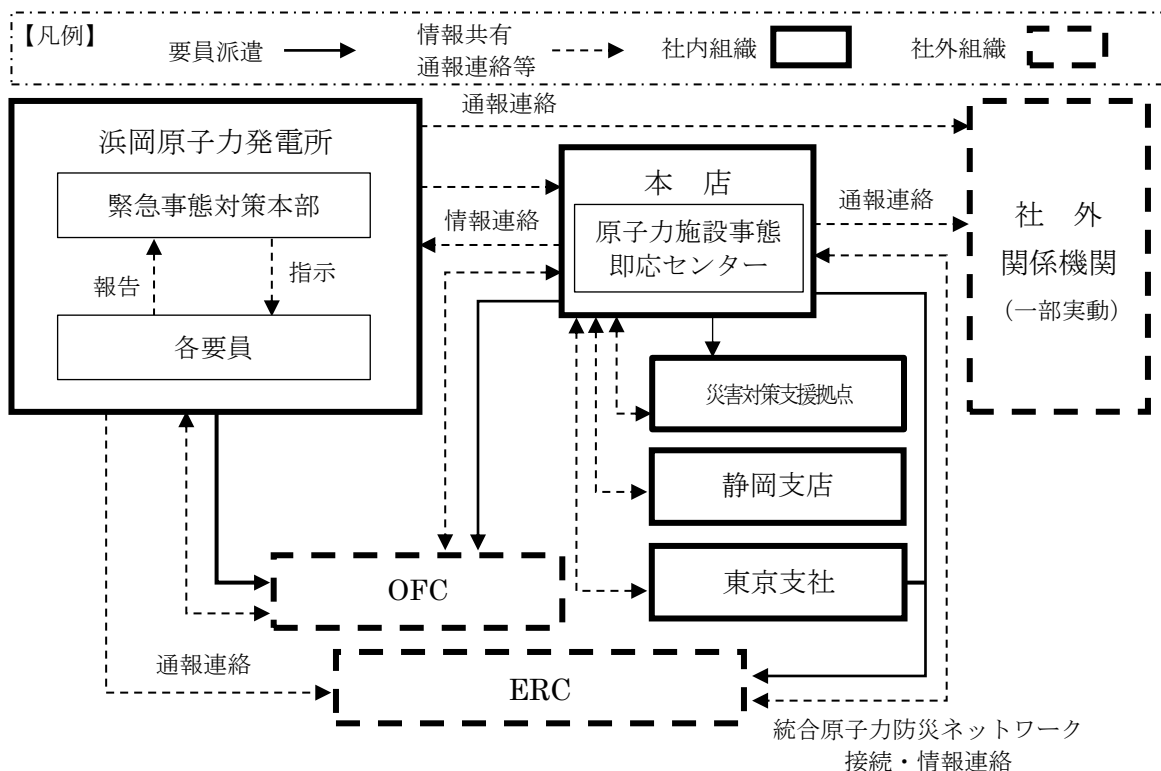 【凡例】
要員派遣
情報共有
通報連絡等
社内組織
社外組織
通報連絡
浜岡原子力発電所
緊急事態対策本部
報告
指示
各要員
情報連絡
本 店
原子力施設事態
即応センター
通報連絡
社 外
関係機関
(一部実動)
災害対策支援拠点
静岡支店
東京支社
OFC
通報連絡
ERC
統合原子力防災ネットワーク
接続・情報連絡